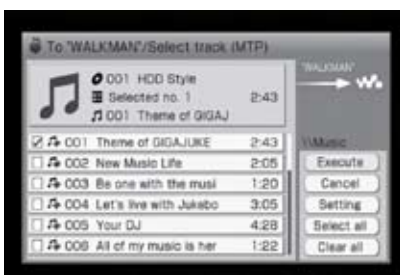 To "WALKMAN"/Select track (MTP)
001 HDD Style
Selected no. 1 2:43
001 Theme of GIGAJ
"WALKMAN"
001 Theme of GIGAJUKE 2:43
002 New Music Life 2:05
003 Be one with the musi 1:20
004 Let's live with Jukebo 3:05
005 Your DJ 4:28
006 All of my music is her 1:22
\\Music
Execute
Cancel
Setting
Select all
Clear all